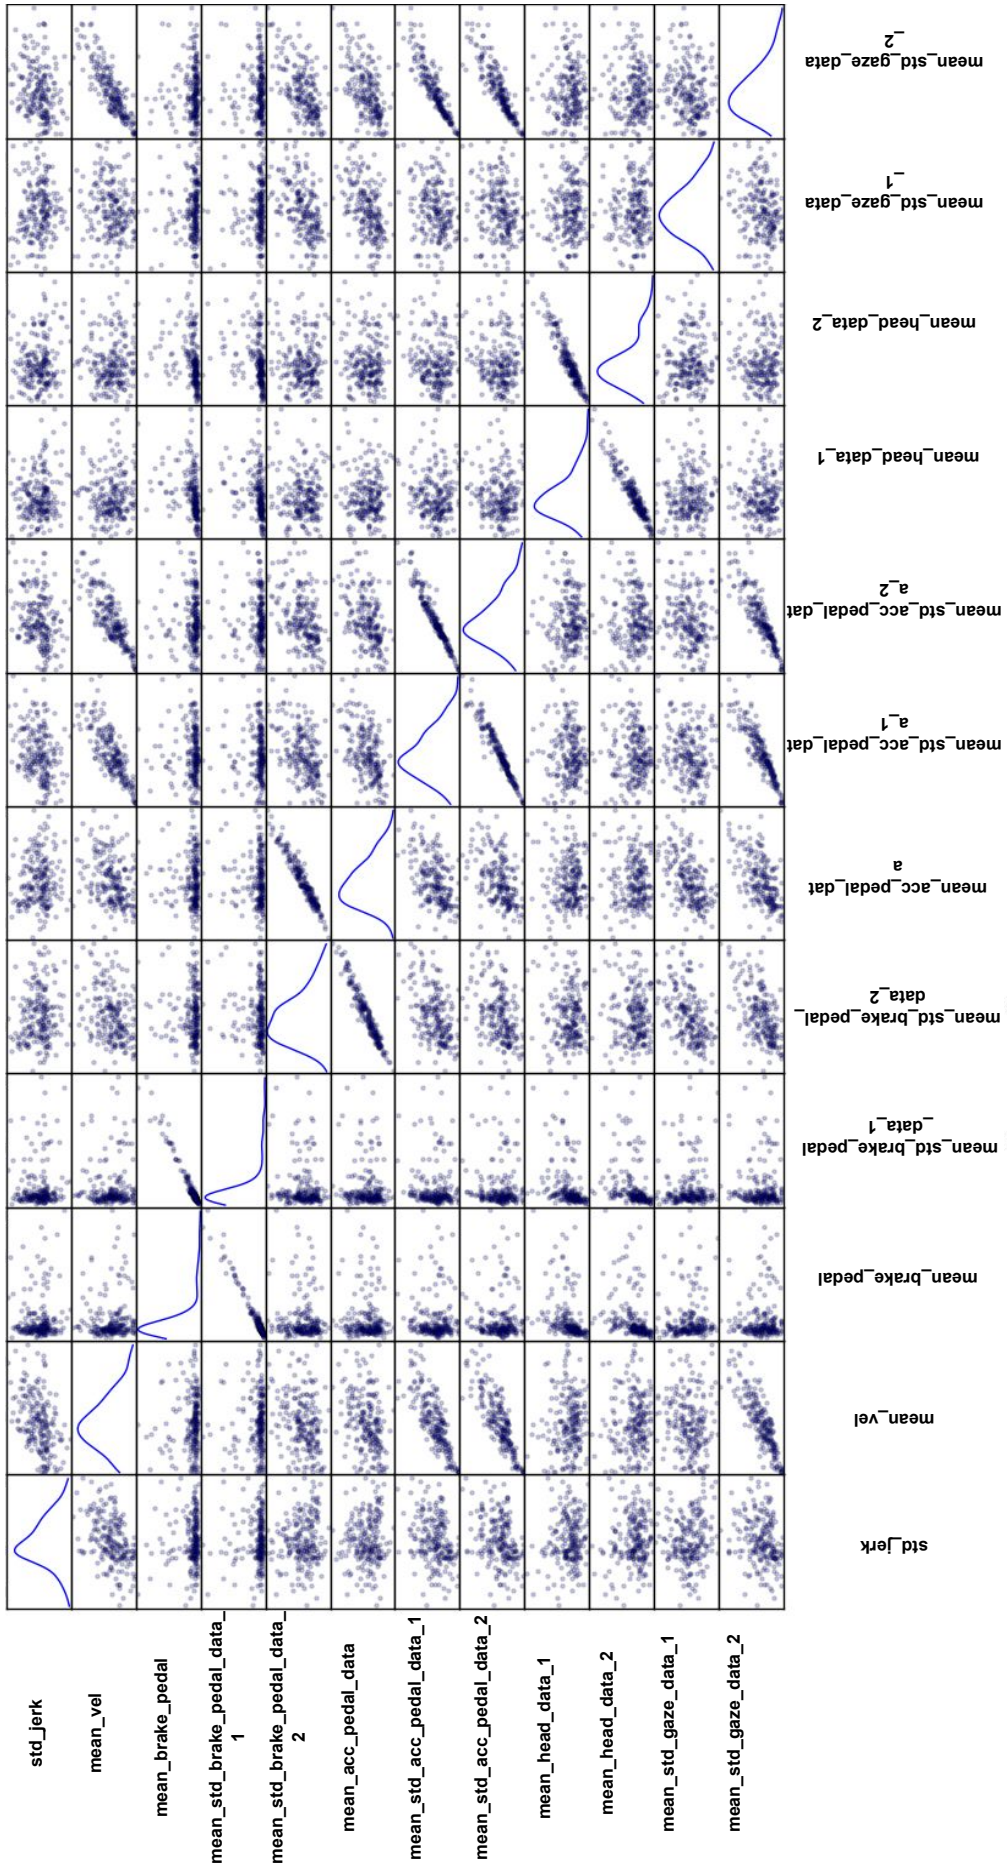 mean_std_gaze_data
_2
mean_std_gaze_data
_1
mean_head_data_2
mean_head_data_1
mean_std_acc_pedal_dat
a_2
mean_std_acc_pedal_dat
a_1
mean_acc_pedal_dat
a
mean_std_brake_pedal_
data_2
mean_std_brake_pedal
_data_1
mean_brake_pedal
mean_vel
std_jerk
std_jerk
mean_vel
mean_brake_pedal
mean_std_brake_pedal_data_
1
mean_std_brake_pedal_data_
2
mean_acc_pedal_data
mean_std_acc_pedal_data_1
mean_std_acc_pedal_data_2
mean_head_data_1
mean_head_data_2
mean_std_gaze_data_1
mean_std_gaze_data_2